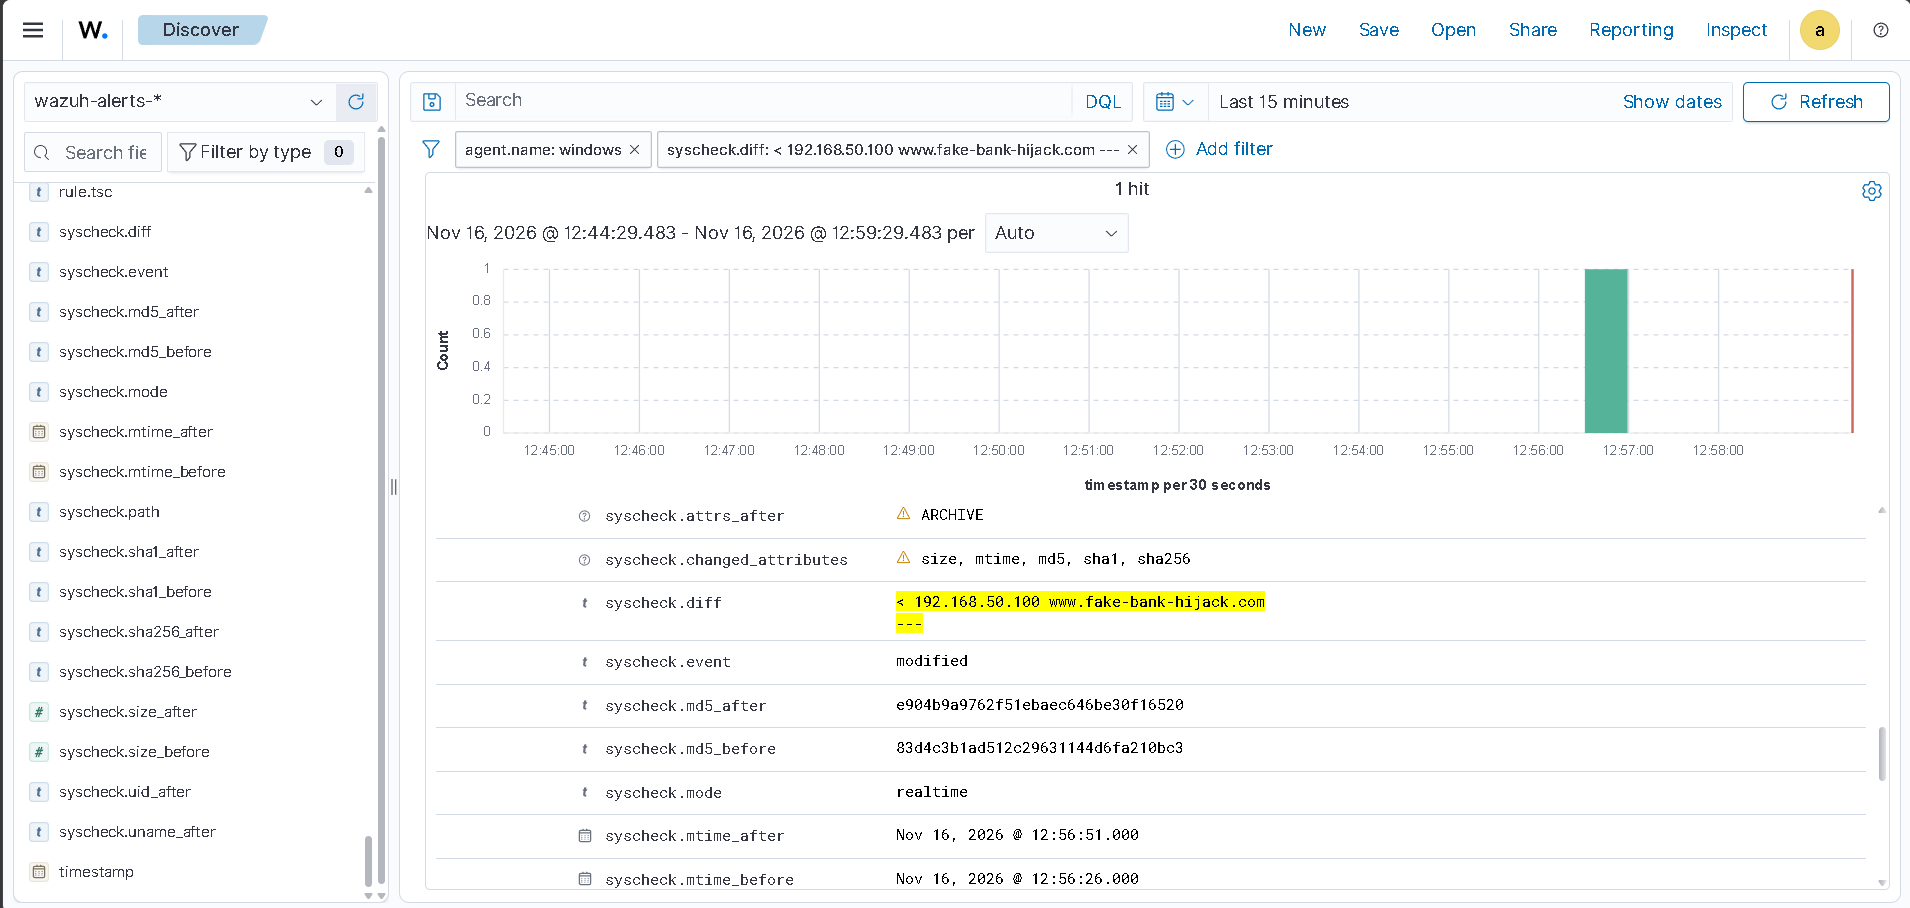 W.
Discover
New
Save
Open
Share
Reporting
Inspect
a
wazuh-alerts-*
Search fie
Filter by type 0
rule.tsc
syscheck.diff
syscheck.event
syscheck.md5_after
syscheck.md5_before
syscheck.mode
syscheck.mtime_after
syscheck.mtime_before
syscheck.path
syscheck.sha1_after
syscheck.sha1_before
syscheck.sha256_after
syscheck.sha256_before
syscheck.size_after
syscheck.size_before
syscheck.uid_after
syscheck.uname_after
timestamp
Search
DQL
Last 15 minutes
Show dates
Refresh
agent.name: windows
syscheck.diff: < 192.168.50.100 www.fake-bank-hijack.com ---
Add filter
1 hit
Nov 16, 2026 @ 12:44:29.483 - Nov 16, 2026 @ 12:59:29.483 per
Auto
Count
1
0.8
0.6
0.4
0.2
0
12:45:00 12:46:00 12:47:00 12:48:00 12:49:00 12:50:00 12:51:00 12:52:00 12:53:00 12:54:00 12:55:00 12:56:00 12:57:00 12:58:00
timestamp per 30 seconds
syscheck.attrs_after ARCHIVE
syscheck.changed_attributes size, mtime, md5, sha1, sha256
t syscheck.diff < 192.168.50.100 www.fake-bank-hijack.com
---
t syscheck.event modified
t syscheck.md5_after e904b9a9762f51ebaec646be30f16520
t syscheck.md5_before 83d4c3b1ad512c29631144d6fa210bc3
t syscheck.mode realtime
syscheck.mtime_after Nov 16, 2026 @ 12:56:51.000
syscheck.mtime_before Nov 16, 2026 @ 12:56:26.000